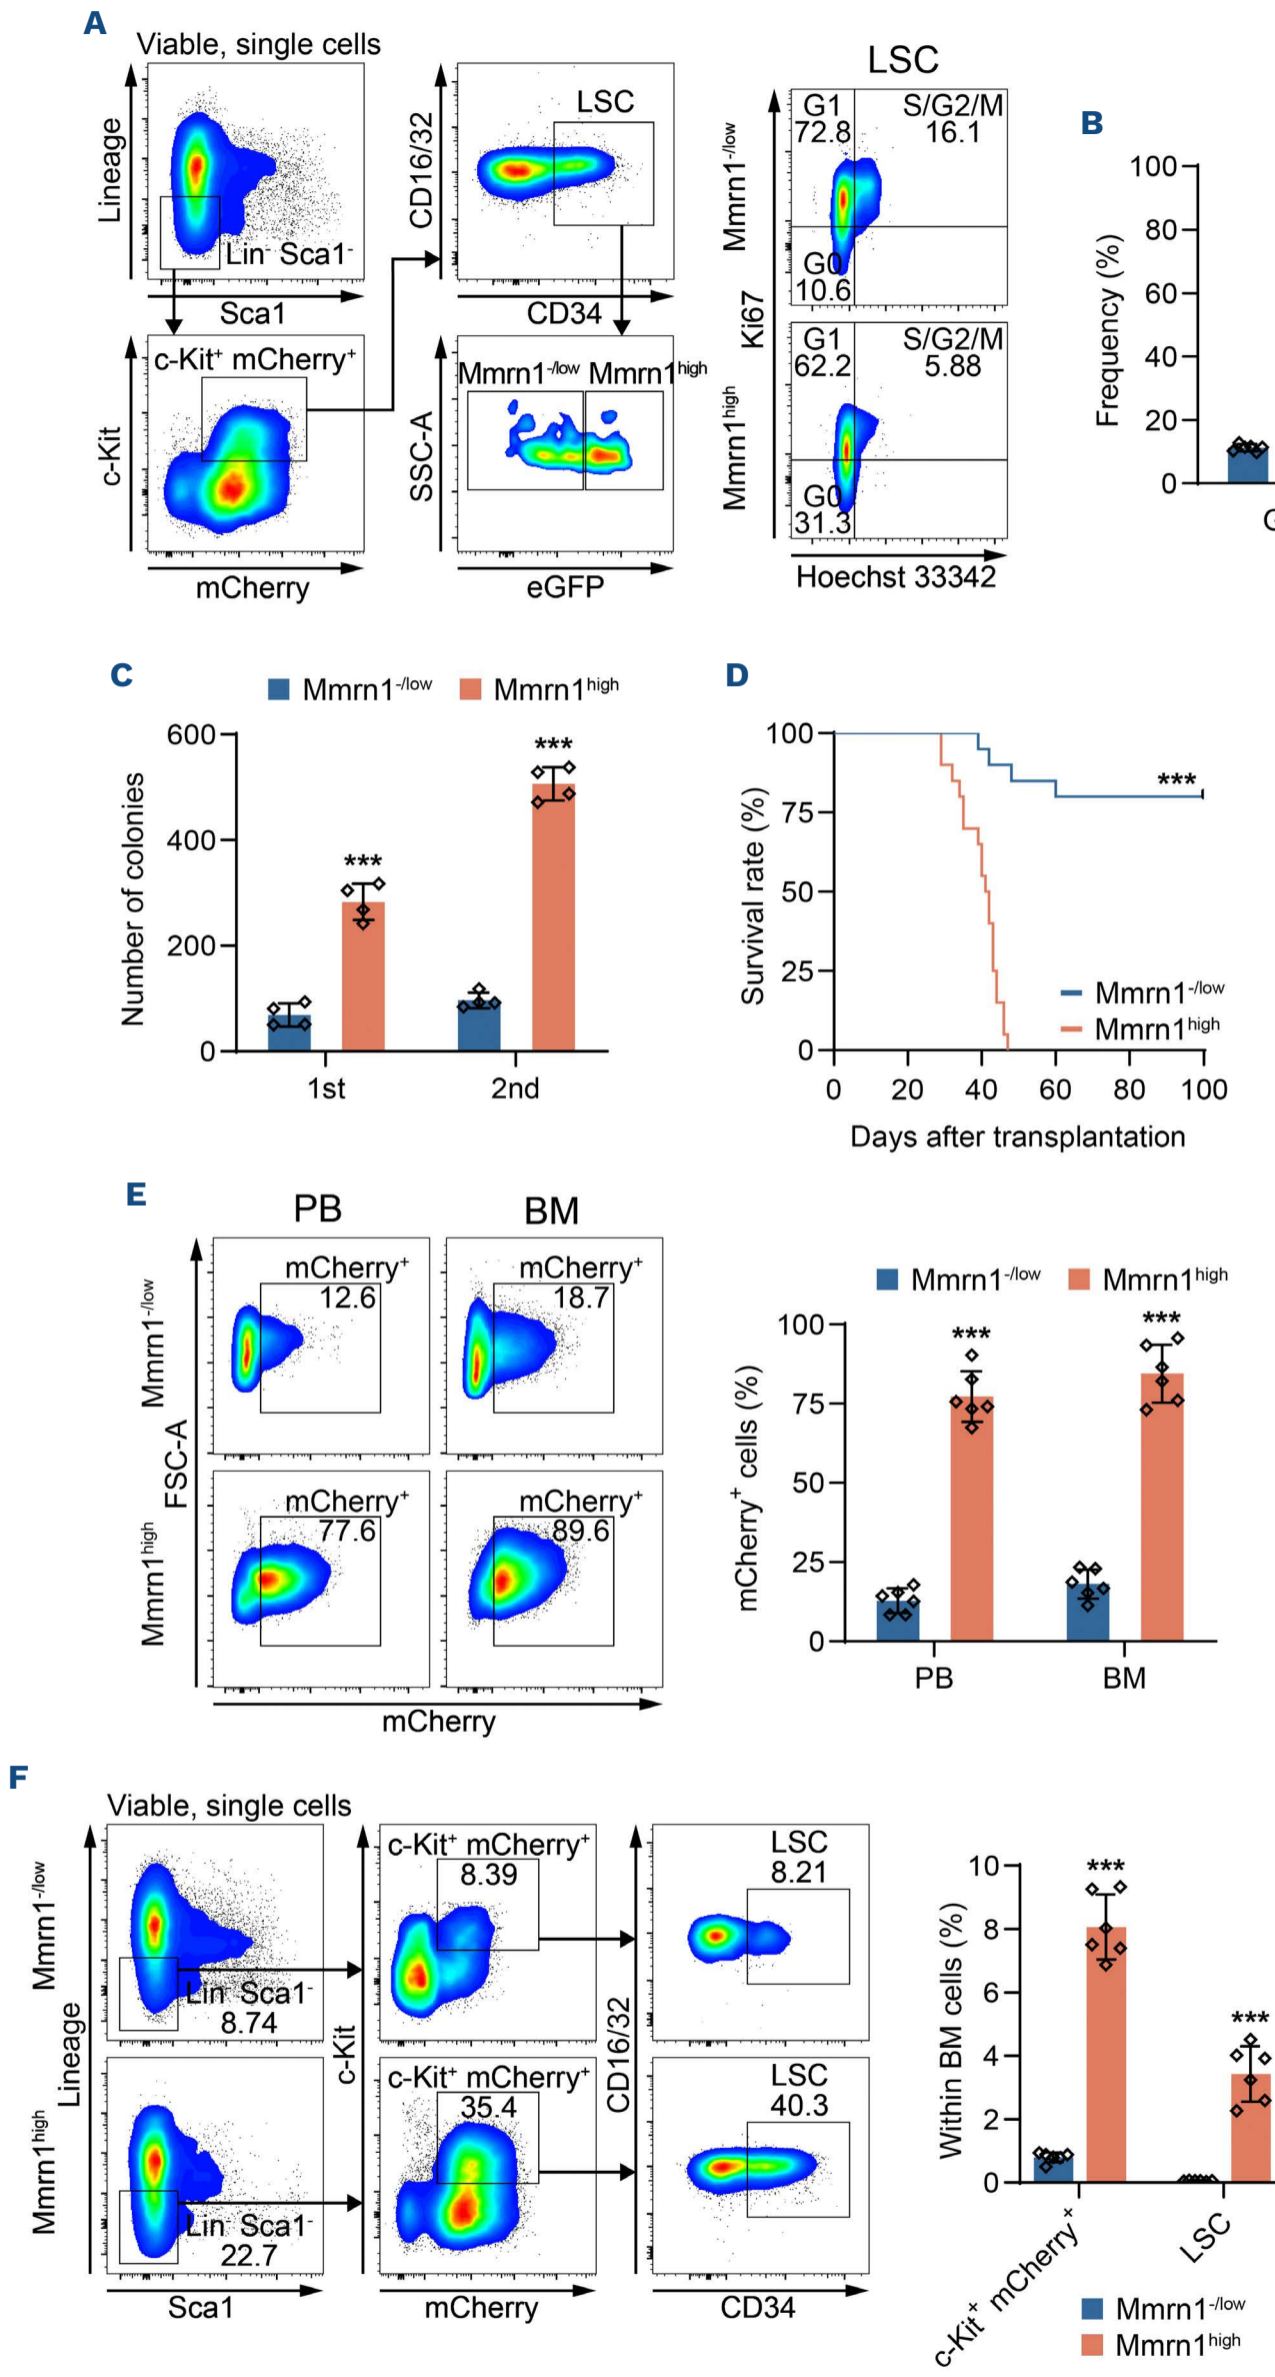 A
Viable, single cells
Lineage
Lin⁻ Sca1⁻
Sca1
c-Kit⁺ mCherry⁺
c-Kit
mCherry
LSC
CD16/32
CD34
Mmrn1-/low Mmrn1high
SSC-A
eGFP
LSC
G1
72.8
S/G2/M
16.1
G0
10.6
Mmrn1-/low
Ki67
G1
62.2
S/G2/M
5.88
G0
31.3
Mmrn1high
Hoechst 33342
B
Frequency (%)
100
80
60
40
20
0
C
Mmrn1-/low Mmrn1high
Number of colonies
600
400
200
0
***
***
1st 2nd
D
Survival rate (%)
100
75
50
25
0
***
Mmrn1-/low
Mmrn1high
0 20 40 60 80 100
Days after transplantation
E
PB BM
Mmrn1-/low
mCherry⁺
12.6
mCherry⁺
18.7
FSC-A
Mmrn1high
mCherry⁺
77.6
mCherry⁺
89.6
mCherry
Mmrn1-/low Mmrn1high
mCherry⁺ cells (%)
100
75
50
25
0
***
***
PB BM
F
Viable, single cells
Mmrn1-/low
Lin⁻ Sca1⁻
8.74
c-Kit⁺ mCherry⁺
8.39
LSC
8.21
Lineage
c-Kit
CD16/32
Mmrn1high
Lin⁻ Sca1⁻
22.7
c-Kit⁺ mCherry⁺
35.4
LSC
40.3
Sca1
mCherry
CD34
Within BM cells (%)
10
8
6
4
2
0
***
***
c-Kit⁺ mCherry⁺
LSC
Mmrn1-/low
Mmrn1high